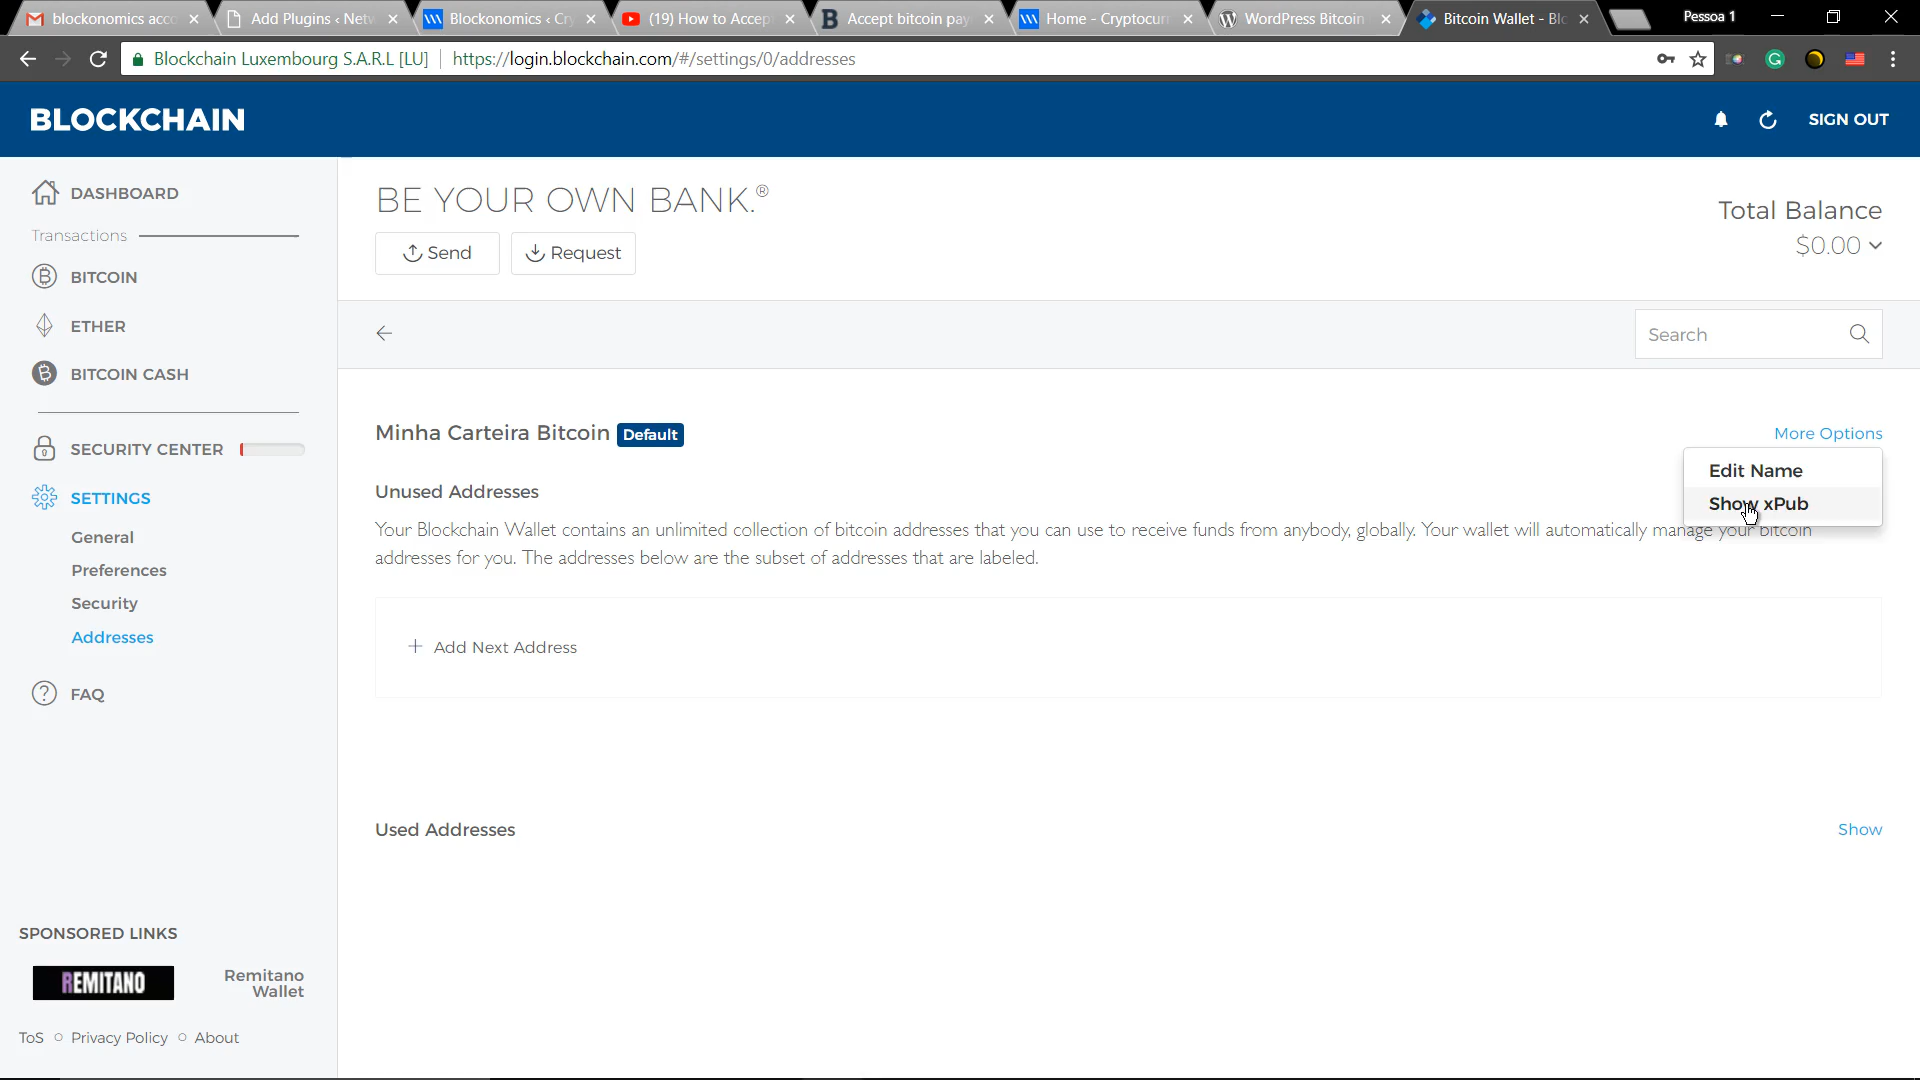 blockonomics acc
Add Plugins ‹ Netw
Blockonomics ‹ Cry
(19) How to Accep
Accept bitcoin pay
Home - Cryptocurr
WordPress Bitcoin
Bitcoin Wallet - Blo
Pessoa 1
Blockchain Luxembourg S.A.R.L [LU]
https://login.blockchain.com/#/settings/0/addresses
BLOCKCHAIN
SIGN OUT
DASHBOARD
Transactions
BITCOIN
ETHER
BITCOIN CASH
SECURITY CENTER
SETTINGS
General
Preferences
Security
Addresses
FAQ
SPONSORED LINKS
REMITANO
Remitano
Wallet
ToS
Privacy Policy
About
BE YOUR OWN BANK.®
Send
Request
Total Balance
$0.00
Search
Minha Carteira Bitcoin
Default
More Options
Edit Name
Show xPub
Unused Addresses
Your Blockchain Wallet contains an unlimited collection of bitcoin addresses that you can use to receive funds from anybody, globally. Your wallet will automatically manage your bitcoin
addresses for you. The addresses below are the subset of addresses that are labeled.
+ Add Next Address
Used Addresses
Show